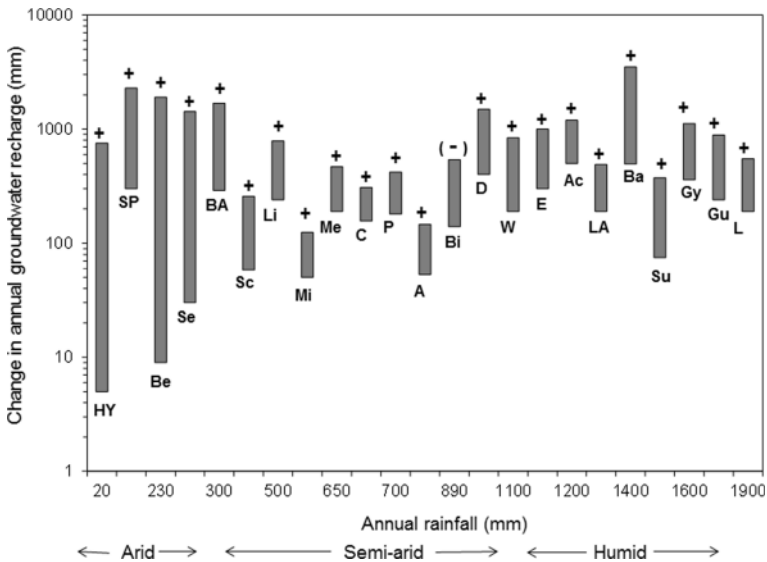 Change in annual groundwater recharge (mm)
10000
1000
100
10
1
+ + + + + + + + + + + + ( - ) + + + + + + + + + +
HY
SP
Be
Se
BA
Sc
Li
Mi
Me
C
P
A
Bi
D
W
E
Ac
LA
Ba
Su
Gy
Gu
L
20 230 300 500 650 700 890 1100 1200 1400 1600 1900
Annual rainfall (mm)
Arid Semi-arid Humid